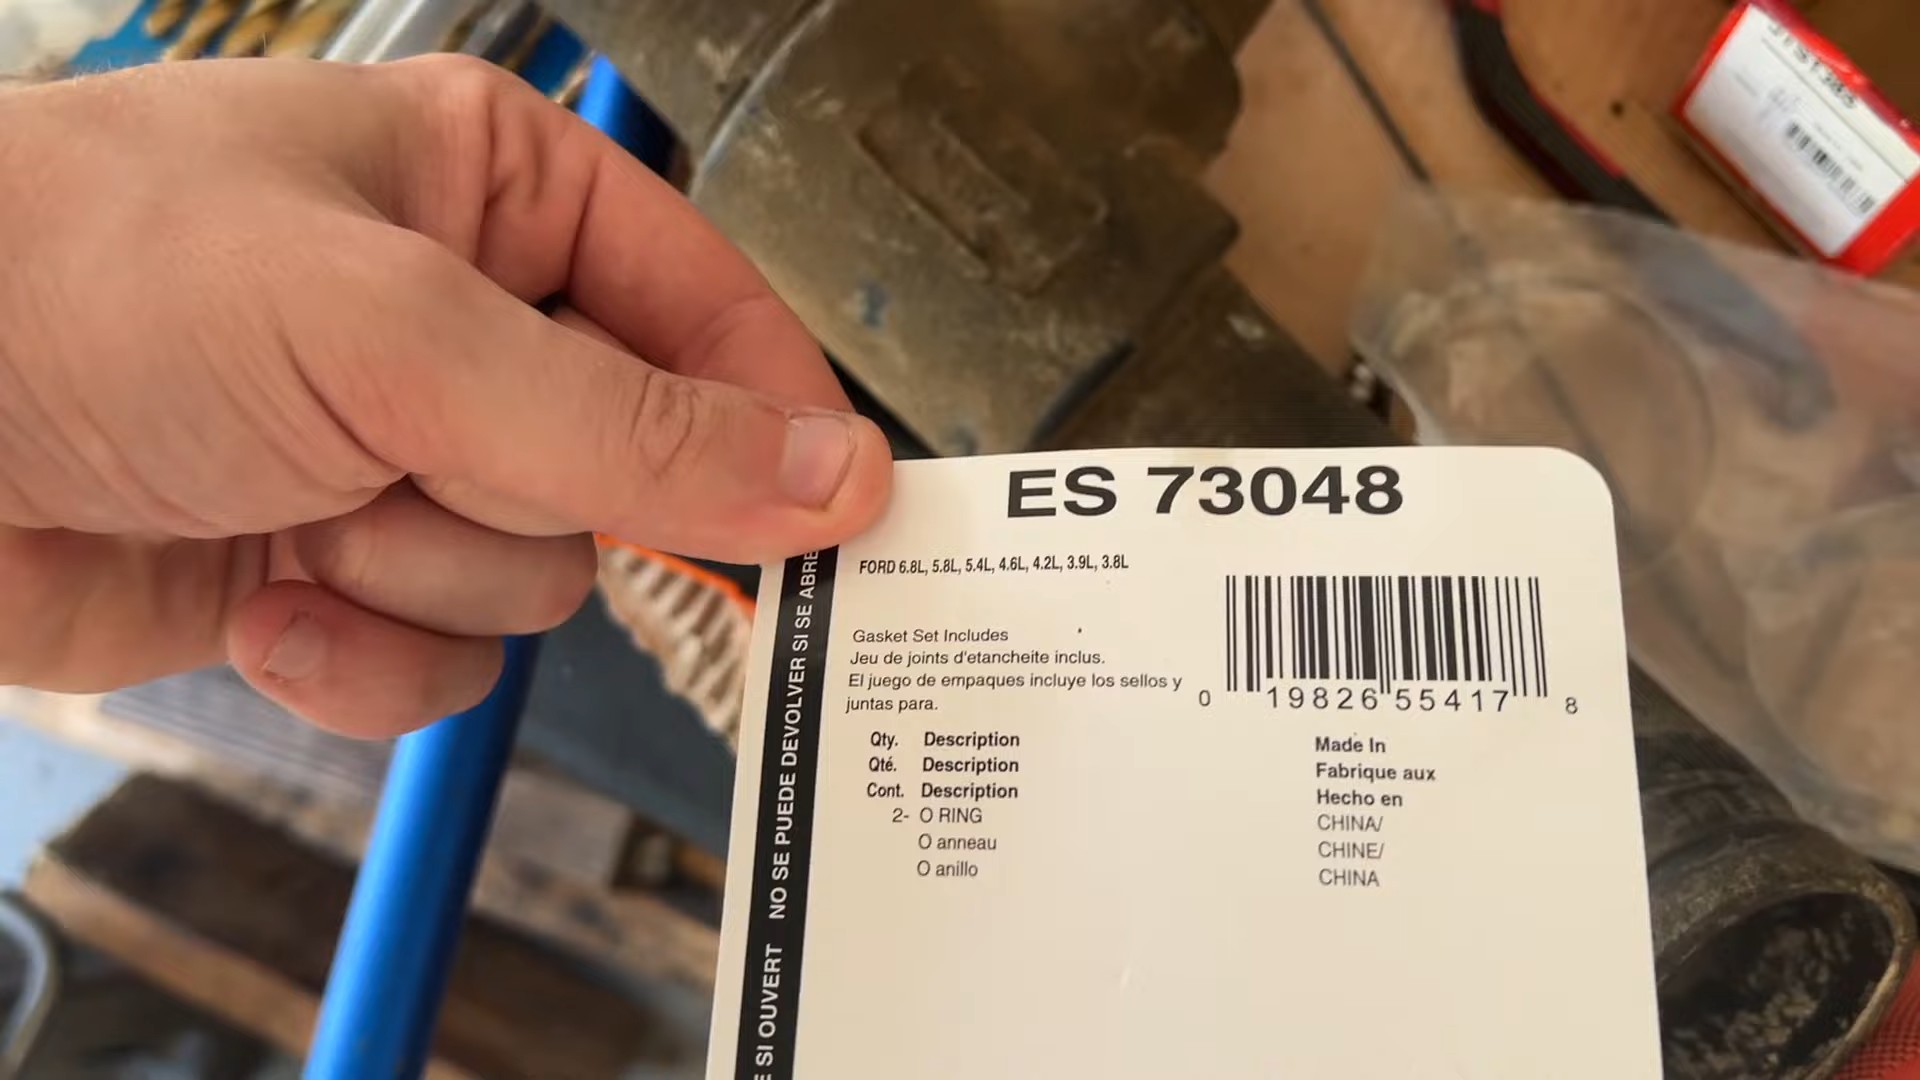 ES 73048
FORD 6.8L, 5.8L, 5.4L, 4.6L, 4.2L, 3.9L, 3.8L
Gasket Set Includes
Jeu de joints d'etancheite inclus.
El juego de empaques incluye los sellos y
juntas para.
0 19826 55417 8
Qty. Description
Qté. Description
Cont. Description
2- O RING
O anneau
O anillo
Made In
Fabrique aux
Hecho en
CHINA/
CHINE/
CHINA
SI OUVERT NO SE PUEDE DEVOLVER SI SE ABRE